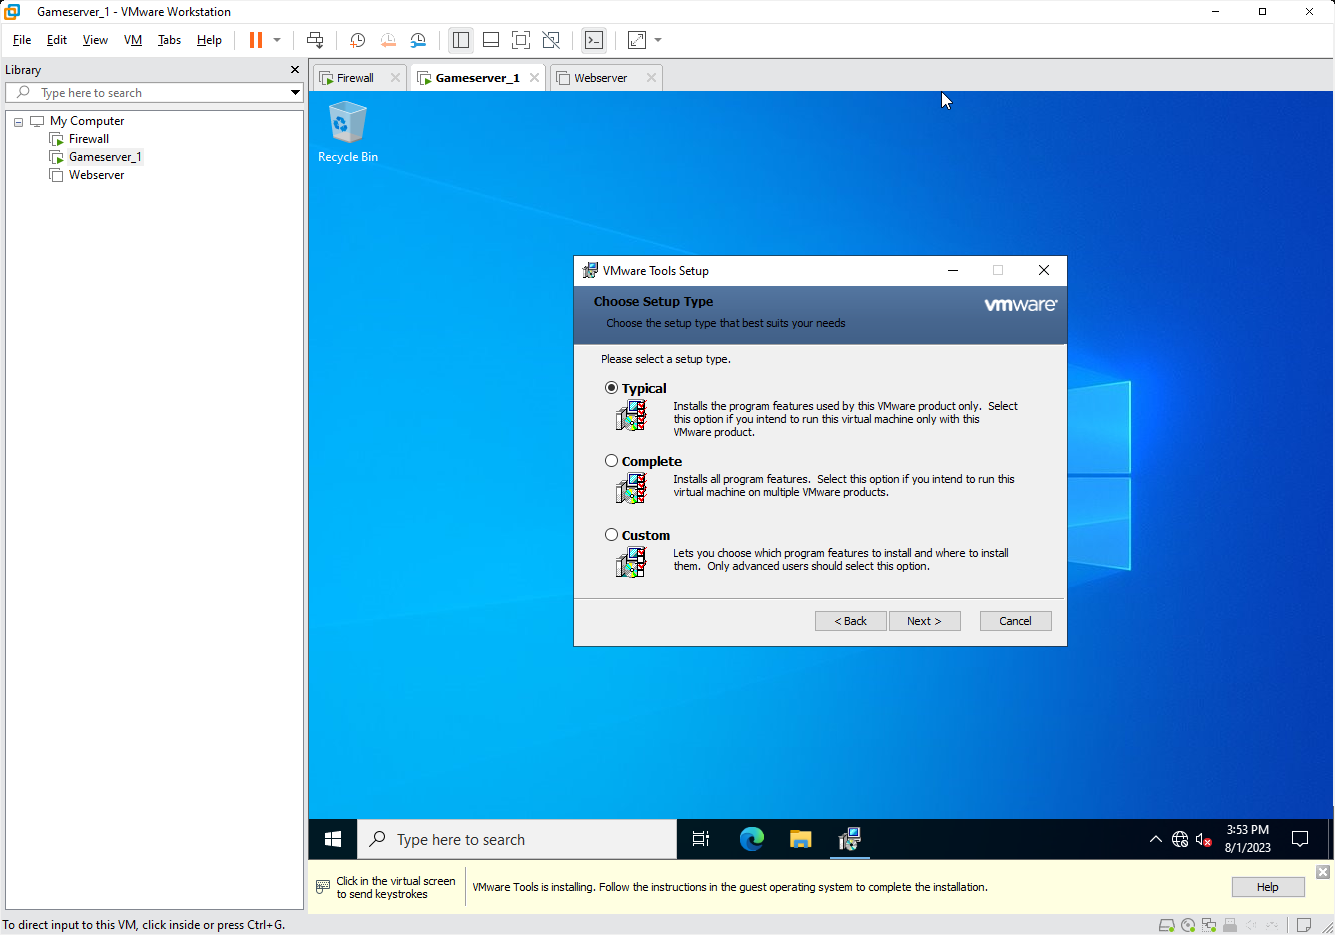 Gameserver_1 - VMware Workstation
File Edit View VM Tabs Help
Library
Type here to search
My Computer
Firewall
Gameserver_1
Webserver
Firewall
Gameserver_1
Webserver
Recycle Bin
VMware Tools Setup
Choose Setup Type
Choose the setup type that best suits your needs
vmware
Please select a setup type.
Typical
Installs the program features used by this VMware product only. Select
this option if you intend to run this virtual machine only with this
VMware product.
Complete
Installs all program features. Select this option if you intend to run this
virtual machine on multiple VMware products.
Custom
Lets you choose which program features to install and where to install
them. Only advanced users should select this option.
< Back
Next >
Cancel
Type here to search
3:53 PM
8/1/2023
Click in the virtual screen
to send keystrokes
VMware Tools is installing. Follow the instructions in the guest operating system to complete the installation.
Help
To direct input to this VM, click inside or press Ctrl+G.